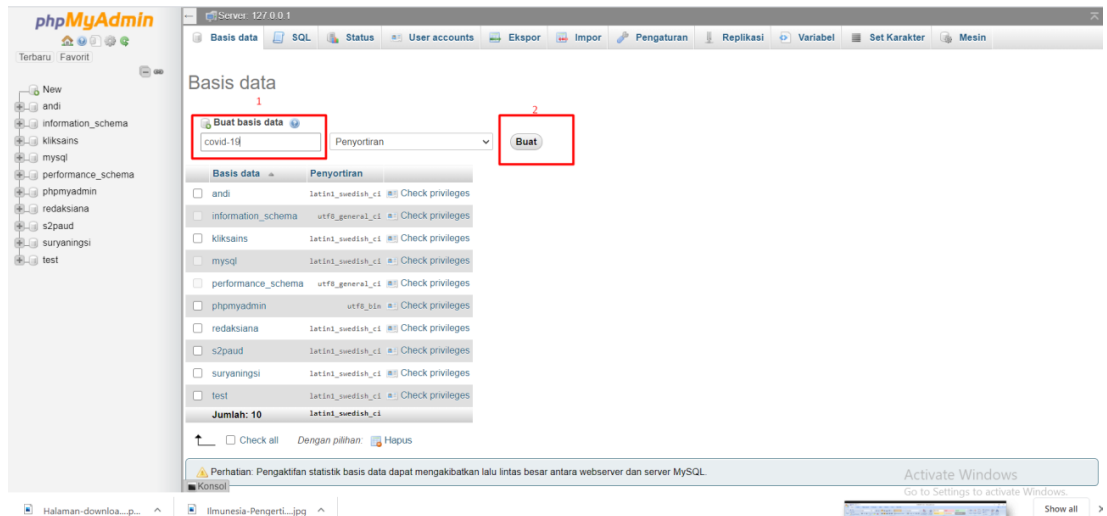 phpMyAdmin
Terbaru Favorit
New
andi
information_schema
kliksains
mysql
performance_schema
phpmyadmin
redaksiana
s2paud
suryaningsi
test
Server: 127.0.0.1
Basis data SQL Status User accounts Ekspor Impor Pengaturan Replikasi Variabel Set Karakter Mesin
Basis data
1
2
Buat basis data
covid-19 Penyortiran Buat
Basis data Penyortiran
andi latin1_swedish_ci Check privileges
information_schema utf8_general_ci Check privileges
kliksains latin1_swedish_ci Check privileges
mysql latin1_swedish_ci Check privileges
performance_schema utf8_general_ci Check privileges
phpmyadmin utf8_bin Check privileges
redaksiana latin1_swedish_ci Check privileges
s2paud latin1_swedish_ci Check privileges
suryaningsi latin1_swedish_ci Check privileges
test latin1_swedish_ci Check privileges
Jumlah: 10 latin1_swedish_ci
Check all Dengan pilihan: Hapus
Perhatian: Pengaktifan statistik basis data dapat mengakibatkan lalu lintas besar antara webserver dan server MySQL.
Konsol
Activate Windows
Go to Settings to activate Windows.
Halaman-downloa....p... Ilmunesia-Pengerti....jpg Show all